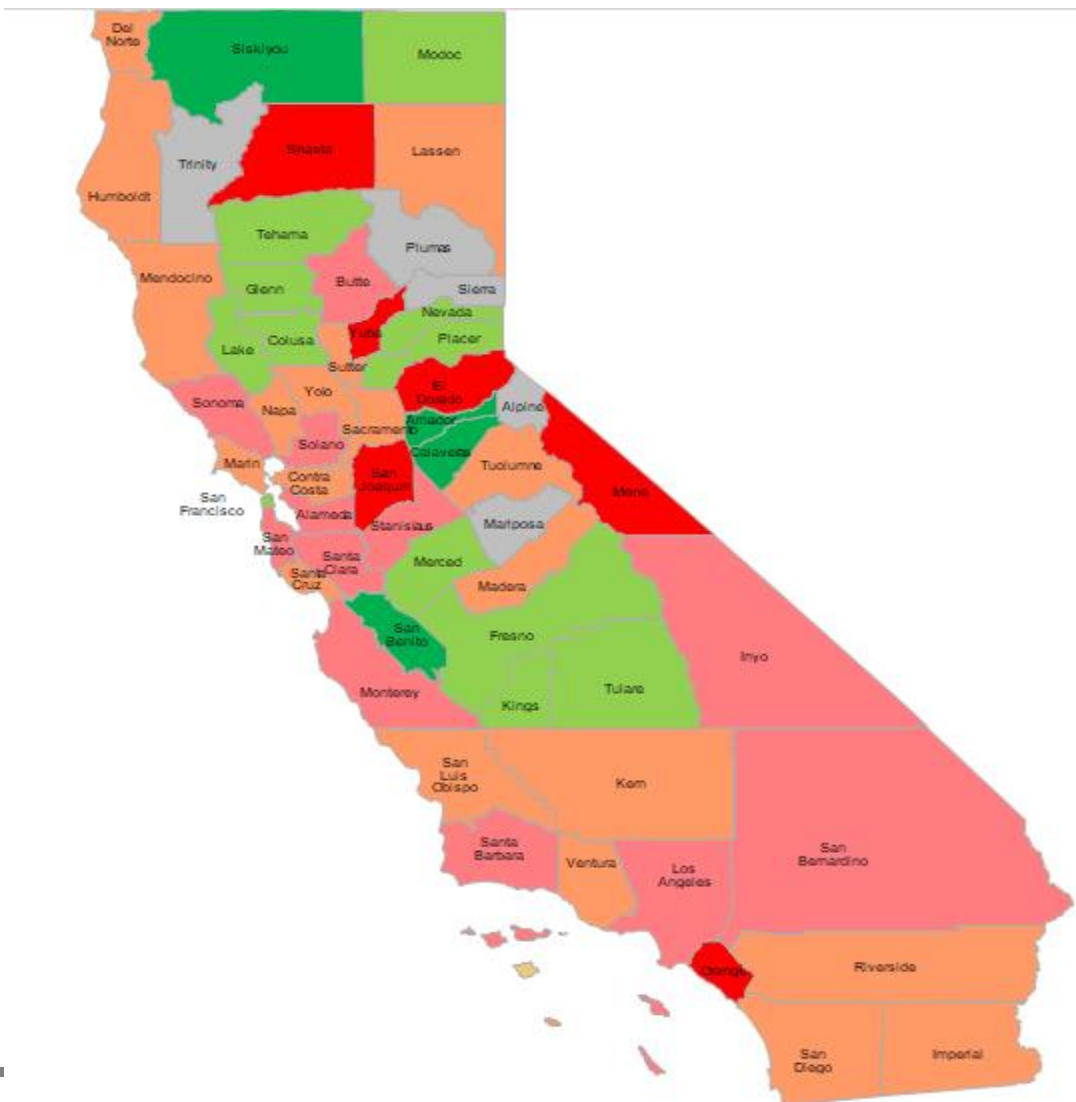 Del
Norte
Siskiyou
Modoc
Shasta
Lassen
Trinity
Humboldt
Tehama
Plumas
Mendocino
Butte
Glenn
Sierra
Nevada
Yuba
Colusa
Placer
Lake
Sutter
El
Dorado
Yolo
Sonoma
Napa
Alpine
Amador
Sacramento
Solano
Calaveras
Marin
Tuolumne
Contra
Costa
San
Joaquin
Mono
San
Francisco
Alameda
Stanislaus
Mariposa
San
Mateo
Santa
Clara
Merced
Santa
Cruz
Madera
San
Benito
Fresno
Inyo
Monterey
Tulare
Kings
San
Luis
Obispo
Kern
Santa
Barbara
Ventura
Los
Angeles
San
Bernardino
Orange
Riverside
San
Diego
Imperial